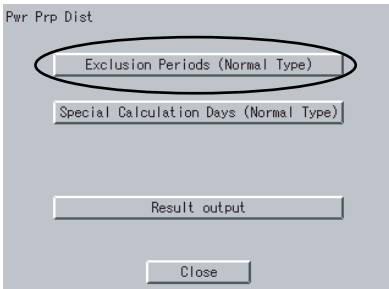 Pwr Prp Dist
Exclusion Periods (Normal Type)
Special Calculation Days (Normal Type)
Result output
Close